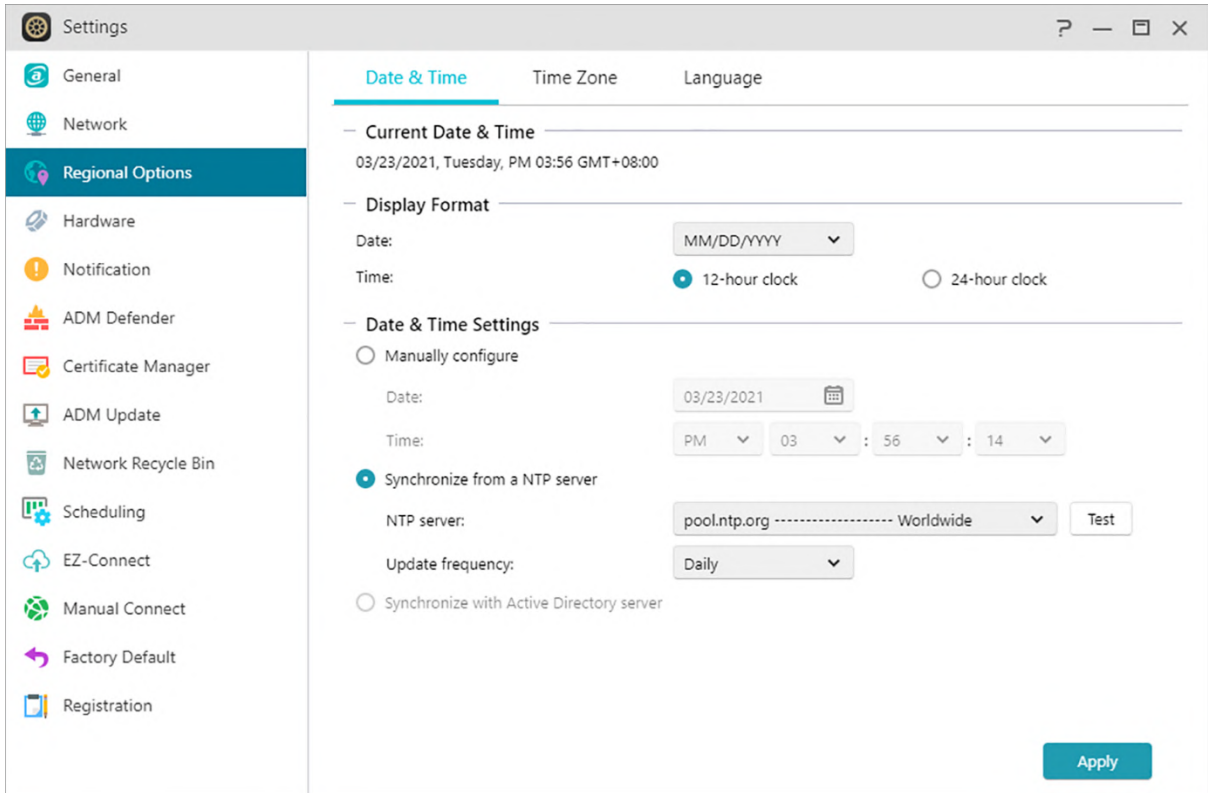 Settings
General
Network
Regional Options
Hardware
Notification
ADM Defender
Certificate Manager
ADM Update
Network Recycle Bin
Scheduling
EZ-Connect
Manual Connect
Factory Default
Registration
Date & Time Time Zone Language
Current Date & Time
03/23/2021, Tuesday, PM 03:56 GMT+08:00
Display Format
Date: MM/DD/YYYY
Time: 12-hour clock 24-hour clock
Date & Time Settings
Manually configure
Date: 03/23/2021
Time: PM 03 : 56 : 14
Synchronize from a NTP server
NTP server: pool.ntp.org ------------------- Worldwide Test
Update frequency: Daily
Synchronize with Active Directory server
Apply